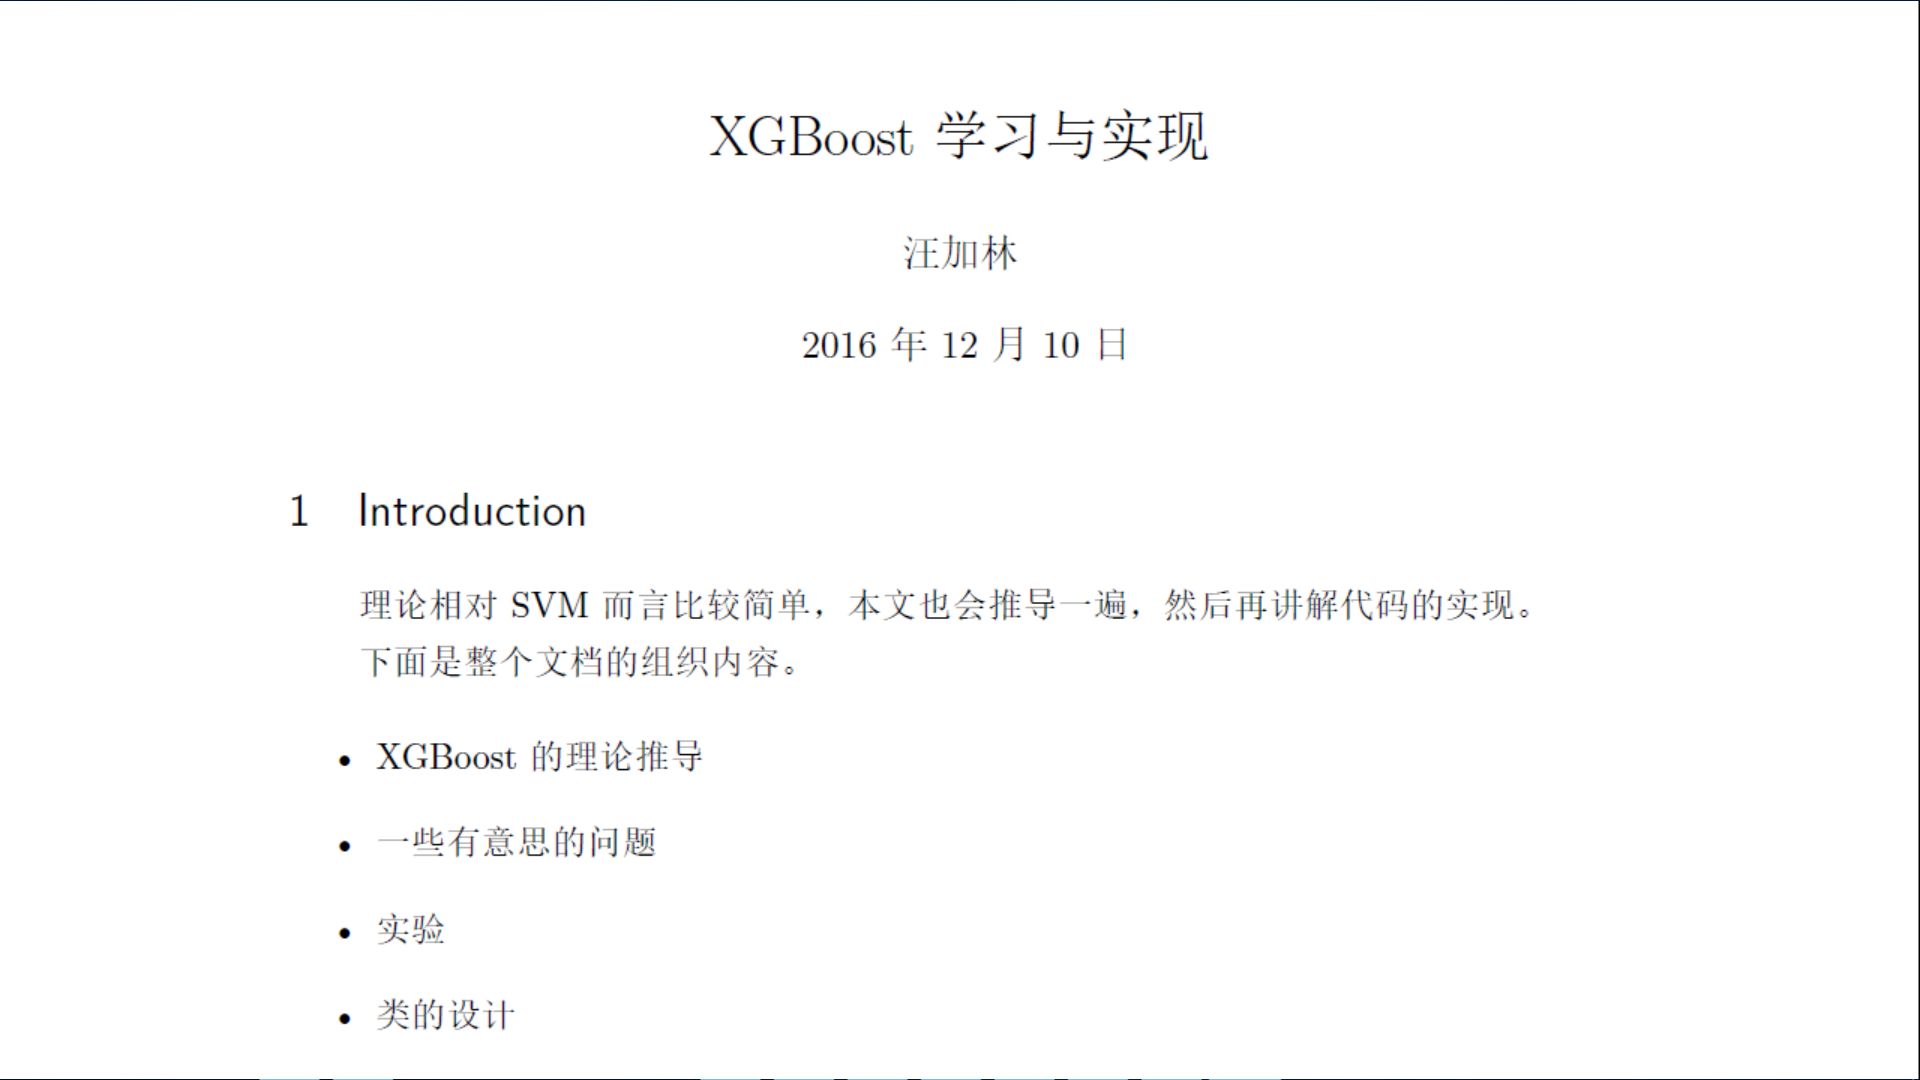 XGBoost 学习与实现
汪加林
2016 年 12 月 10 日
1 Introduction
理论相对 SVM 而言比较简单，本文也会推导一遍，然后再讲解代码的实现。
下面是整个文档的组织内容。
• XGBoost 的理论推导
• 一些有意思的问题
• 实验
• 类的设计